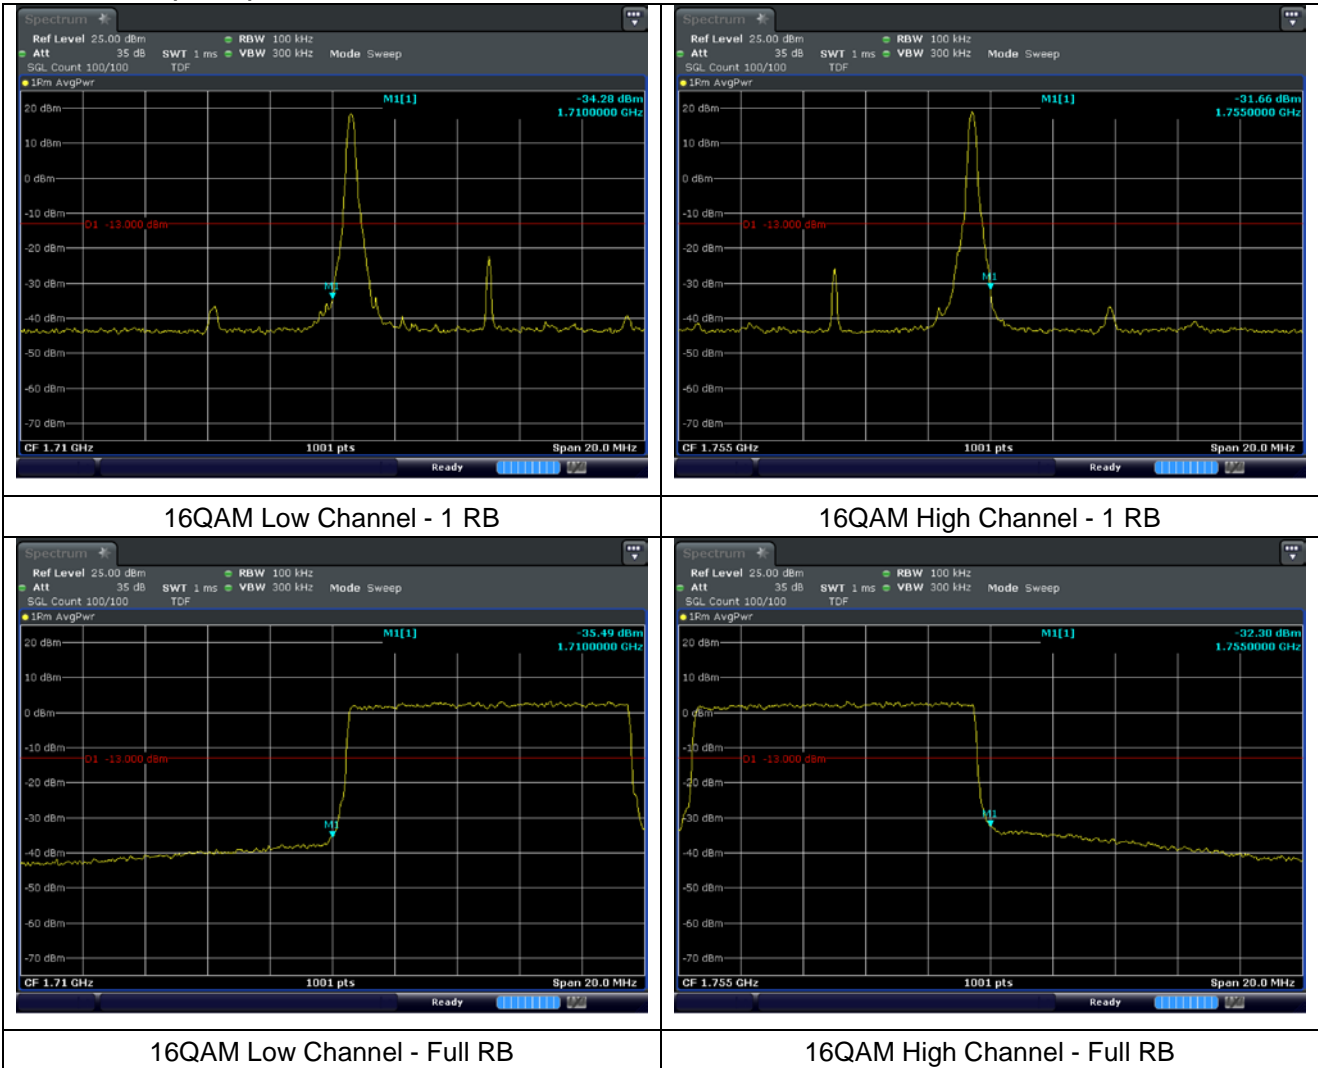 Spectrum
Ref Level 25.00 dBm RBW 100 kHz
Att 35 dB SWT 1 ms VBW 300 kHz Mode Sweep
SGL Count 100/100 TDF
1Rm AvgPwr
M1[1] -34.28 dBm
1.7100000 GHz
20 dBm
10 dBm
0 dBm
-10 dBm
D1 -13.000 dBm
-20 dBm
-30 dBm
M1
-40 dBm
-50 dBm
-60 dBm
-70 dBm
CF 1.71 GHz 1001 pts Span 20.0 MHz
Ready
16QAM Low Channel - 1 RB
Spectrum
Ref Level 25.00 dBm RBW 100 kHz
Att 35 dB SWT 1 ms VBW 300 kHz Mode Sweep
SGL Count 100/100 TDF
1Rm AvgPwr
M1[1] -31.66 dBm
1.7550000 GHz
20 dBm
10 dBm
0 dBm
-10 dBm
D1 -13.000 dBm
-20 dBm
M1
-30 dBm
-40 dBm
-50 dBm
-60 dBm
-70 dBm
CF 1.755 GHz 1001 pts Span 20.0 MHz
Ready
16QAM High Channel - 1 RB
Spectrum
Ref Level 25.00 dBm RBW 100 kHz
Att 35 dB SWT 1 ms VBW 300 kHz Mode Sweep
SGL Count 100/100 TDF
1Rm AvgPwr
M1[1] -35.49 dBm
1.7100000 GHz
20 dBm
10 dBm
0 dBm
-10 dBm
D1 -13.000 dBm
-20 dBm
-30 dBm
M1
-40 dBm
-50 dBm
-60 dBm
-70 dBm
CF 1.71 GHz 1001 pts Span 20.0 MHz
Ready
16QAM Low Channel - Full RB
Spectrum
Ref Level 25.00 dBm RBW 100 kHz
Att 35 dB SWT 1 ms VBW 300 kHz Mode Sweep
SGL Count 100/100 TDF
1Rm AvgPwr
M1[1] -32.30 dBm
1.7550000 GHz
20 dBm
10 dBm
0 dBm
-10 dBm
D1 -13.000 dBm
-20 dBm
M1
-30 dBm
-40 dBm
-50 dBm
-60 dBm
-70 dBm
CF 1.755 GHz 1001 pts Span 20.0 MHz
Ready
16QAM High Channel - Full RB